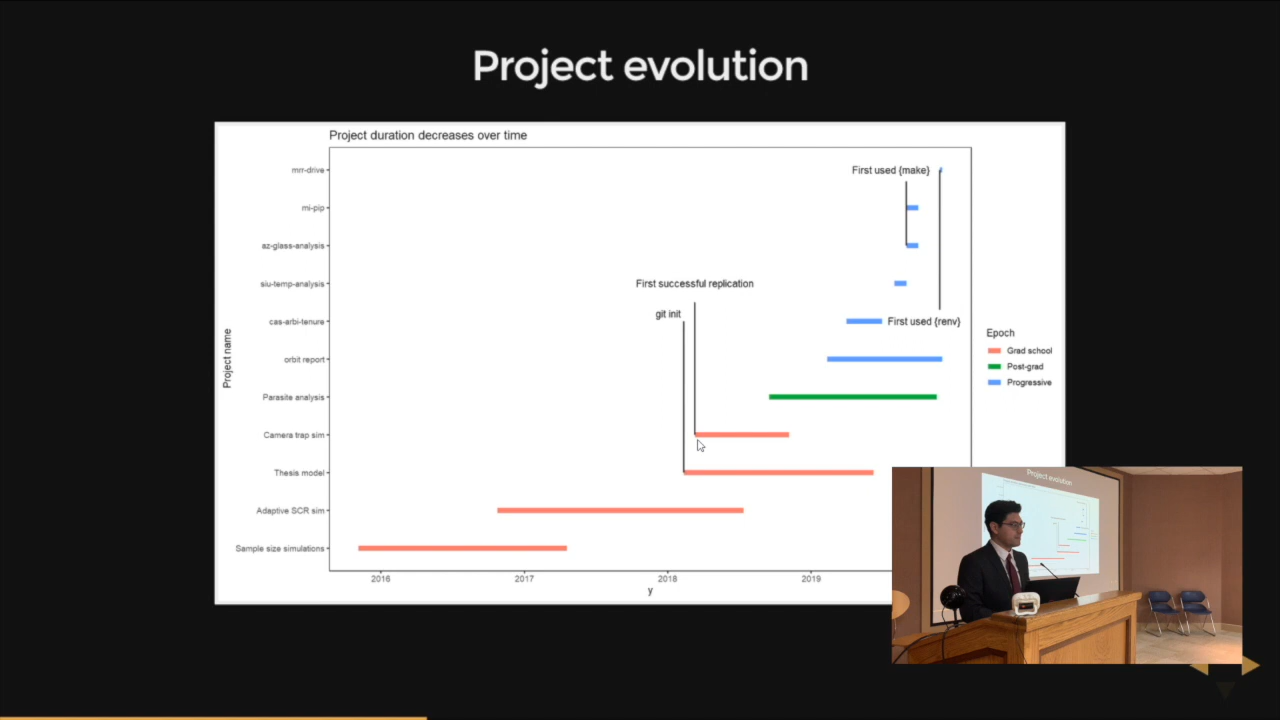 Project evolution
Project duration decreases over time
mrr-drive
First used {make}
mi-pip
az-glass-analysis
siu-temp-analysis
First successful replication
git init
cas-arbi-tenure
First used {renv}
Project name
Epoch
orbit report
Grad school
Post-grad
Progressive
Parasite analysis
Camera trap sim
Thesis model
Adaptive SCR sim
Sample size simulations
2016 2017 2018 2019
y
Project evolution